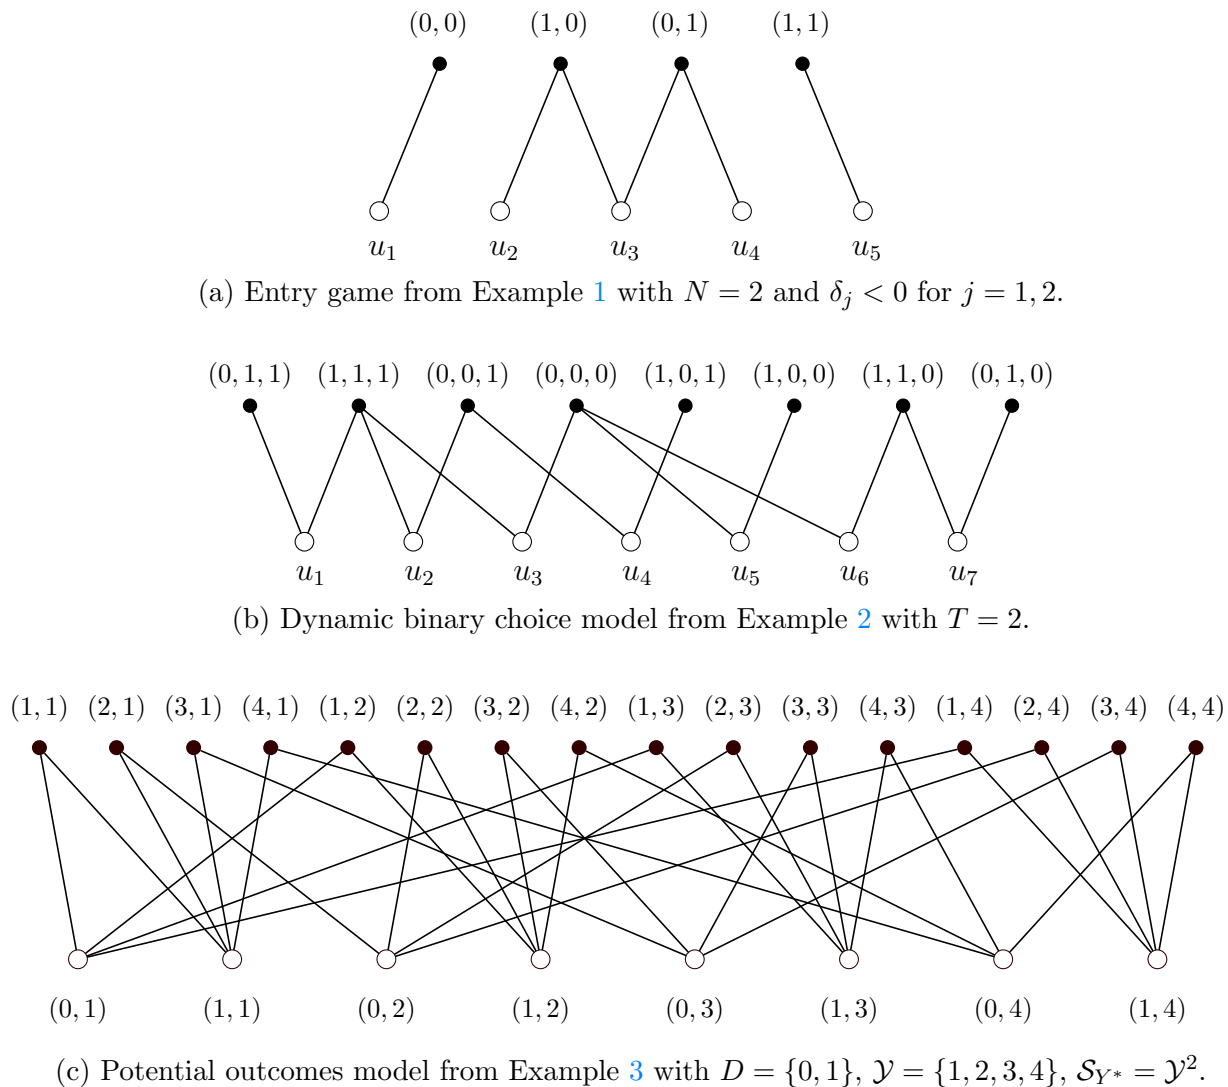 (0, 0) (1, 0) (0, 1) (1, 1)
u₁ u₂ u₃ u₄ u₅
(a) Entry game from Example 1 with N = 2 and δⱼ < 0 for j = 1, 2.
(0, 1, 1) (1, 1, 1) (0, 0, 1) (0, 0, 0) (1, 0, 1) (1, 0, 0) (1, 1, 0) (0, 1, 0)
u₁ u₂ u₃ u₄ u₅ u₆ u₇
(b) Dynamic binary choice model from Example 2 with T = 2.
(1, 1) (2, 1) (3, 1) (4, 1) (1, 2) (2, 2) (3, 2) (4, 2) (1, 3) (2, 3) (3, 3) (4, 3) (1, 4) (2, 4) (3, 4) (4, 4)
(0, 1) (1, 1) (0, 2) (1, 2) (0, 3) (1, 3) (0, 4) (1, 4)
(c) Potential outcomes model from Example 3 with D = {0, 1}, 𝒴 = {1, 2, 3, 4}, 𝒮_{Y*} = 𝒴².